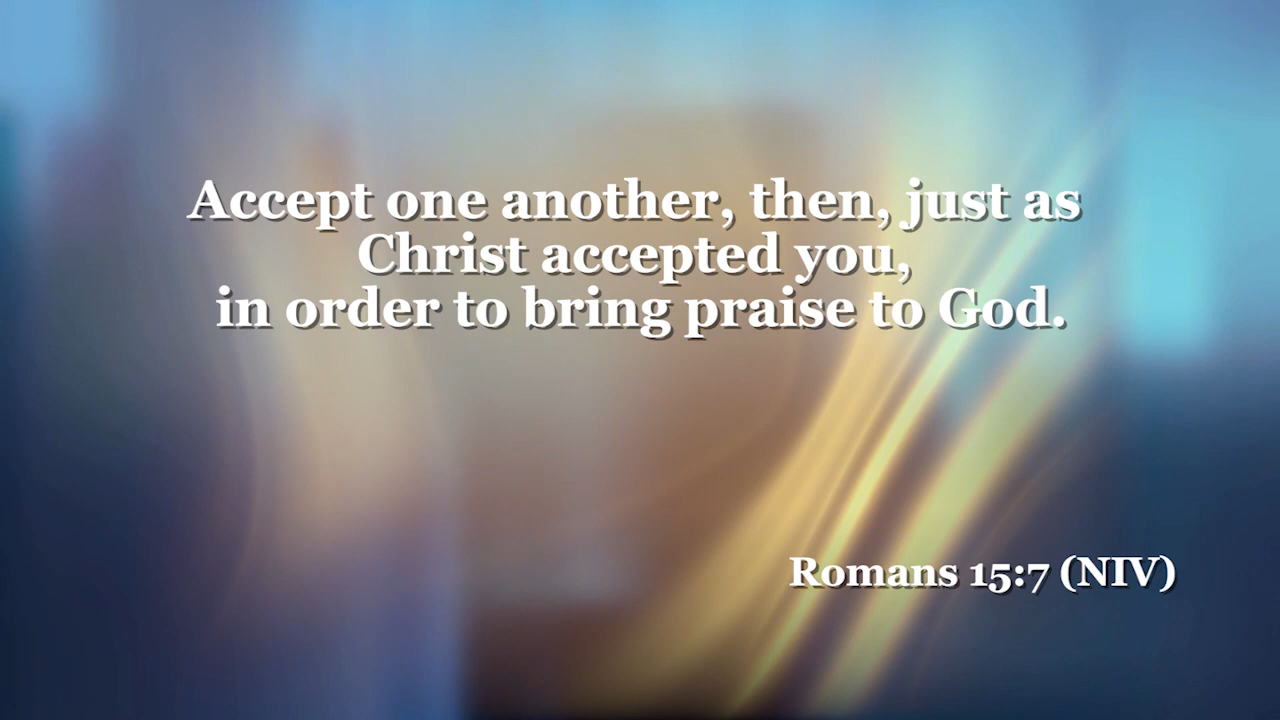 Accept one another, then, just as
Christ accepted you,
in order to bring praise to God.
Romans 15:7 (NIV)